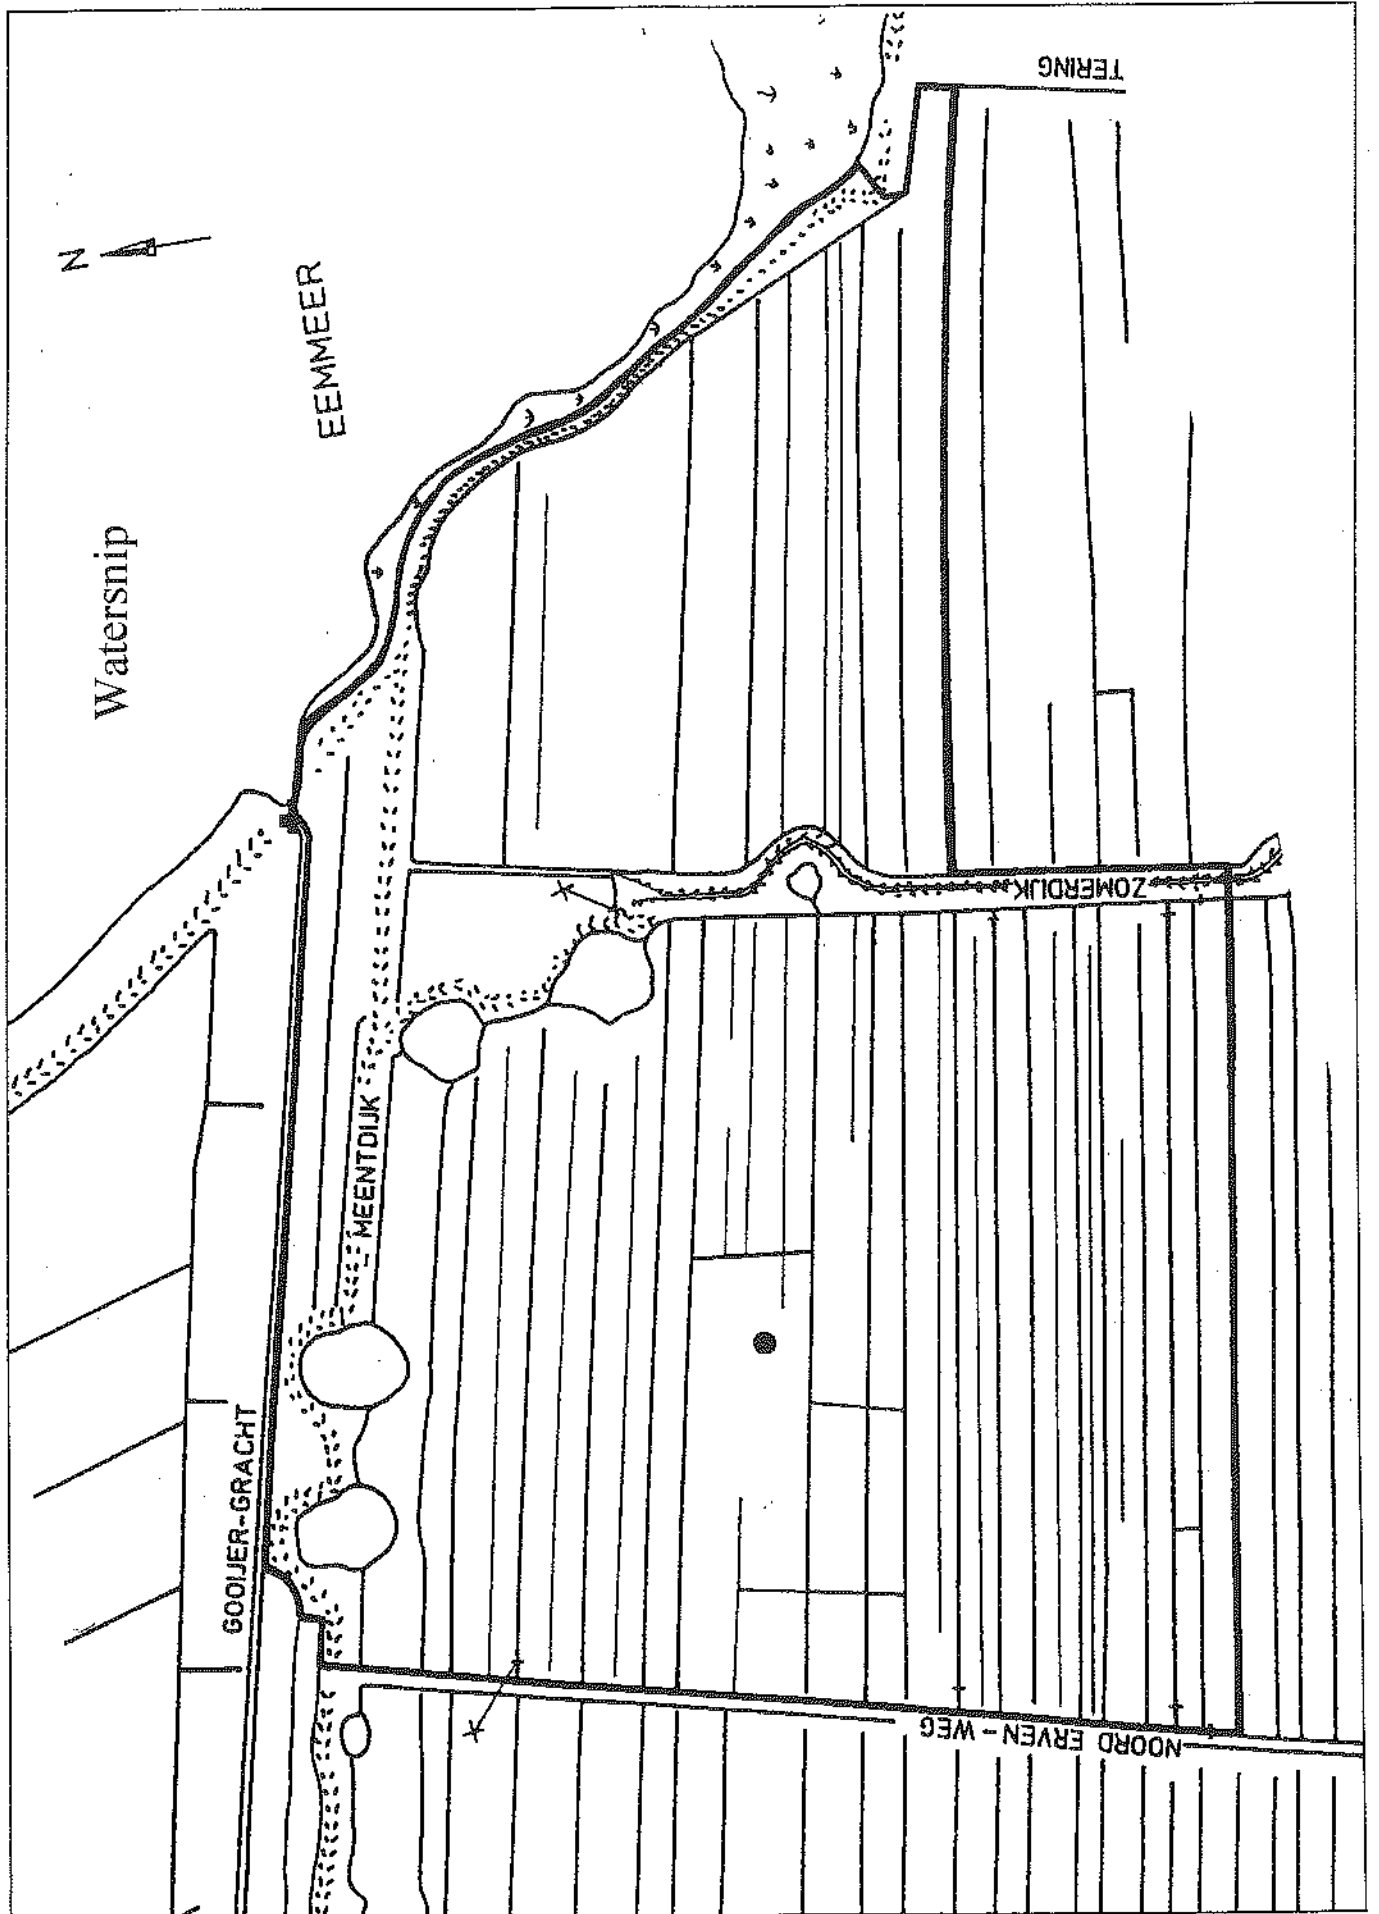 Watersnip
N
EEMMEER
TERING
GOOIJER-GRACHT
MEENTDIJK
ZOMERDIJK
NOORD ERVEN-WEG